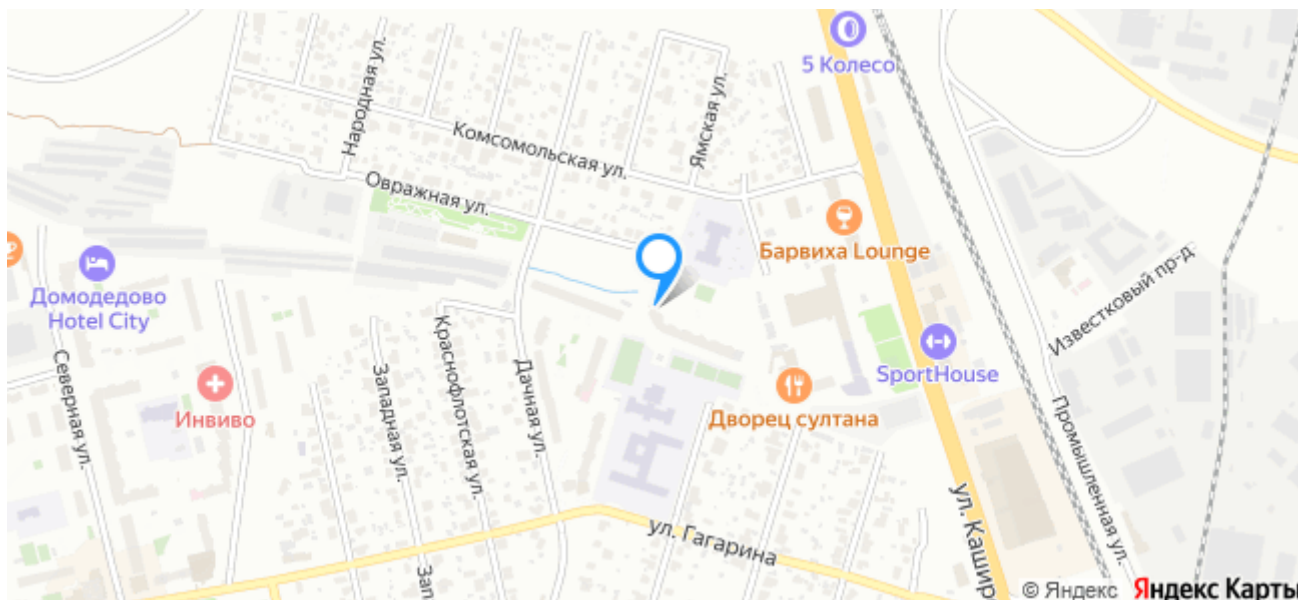 5 Колесо
Народная ул.
Комсомольская ул.
Ямская ул.
Овражная ул.
Барвиха Lounge
Известковый пр-д
Домодедово
Hotel City
Северная ул.
Инвиво
Западная ул.
Краснофлотская ул.
Дачная ул.
SportHouse
Дворец султана
Промышленная ул.
ул. Гагарина
ул. Кашир
Зап
© Яндекс Яндекс Карты